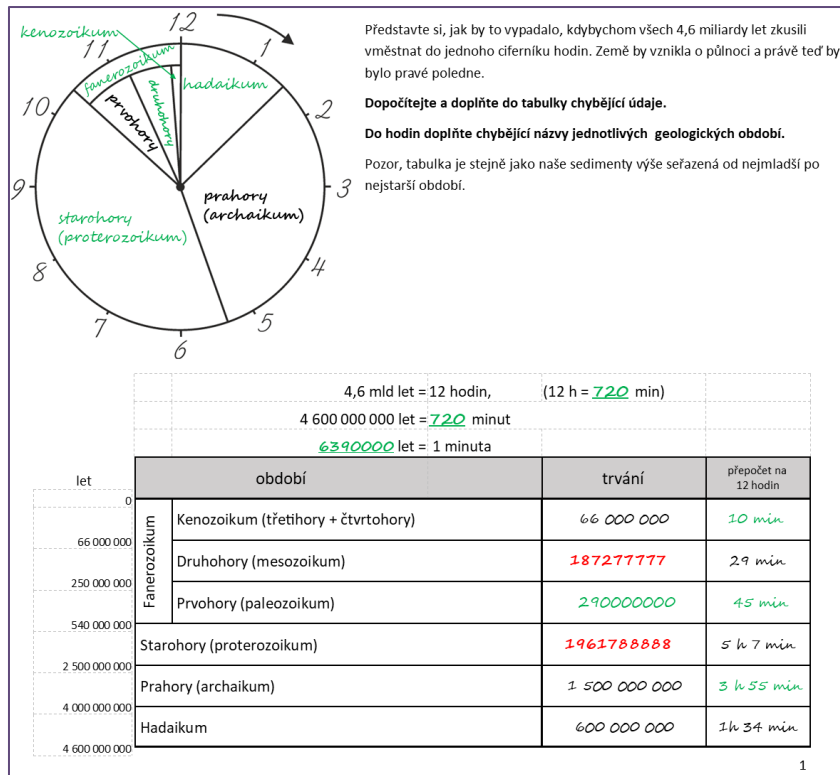 12
kenozoikum
11
fanerozoikum
1
hadaikum
druhohory
prvohory
10
2
9
3
prahory
(archaikum)
starohory
(proterozoikum)
8
4
7
5
6
Představte si, jak by to vypadalo, kdybychom všech 4,6 miliardy let zkusili
vměstnat do jednoho ciferníku hodin. Země by vznikla o půlnoci a právě teď by
bylo pravé poledne.
Dopočítejte a doplňte do tabulky chybějící údaje.
Do hodin doplňte chybějící názvy jednotlivých geologických období.
Pozor, tabulka je stejně jako naše sedimenty výše seřazená od nejmladší po
nejstarší období.
4,6 mld let = 12 hodin, (12 h = 720 min)
4 600 000 000 let = 720 minut
6390000 let = 1 minuta
let období trvání přepočet na
12 hodin
0
Fanerozoikum
Kenozoikum (třetihory + čtvrtohory) 66 000 000 10 min
66 000 000
Druhohory (mesozoikum) 187277777 29 min
250 000 000
Prvohory (paleozoikum) 290000000 45 min
540 000 000
Starohory (proterozoikum) 1961788888 5 h 7 min
2 500 000 000
Prahory (archaikum) 1 500 000 000 3 h 55 min
4 000 000 000
Hadaikum 600 000 000 1h 34 min
4 600 000 000
1